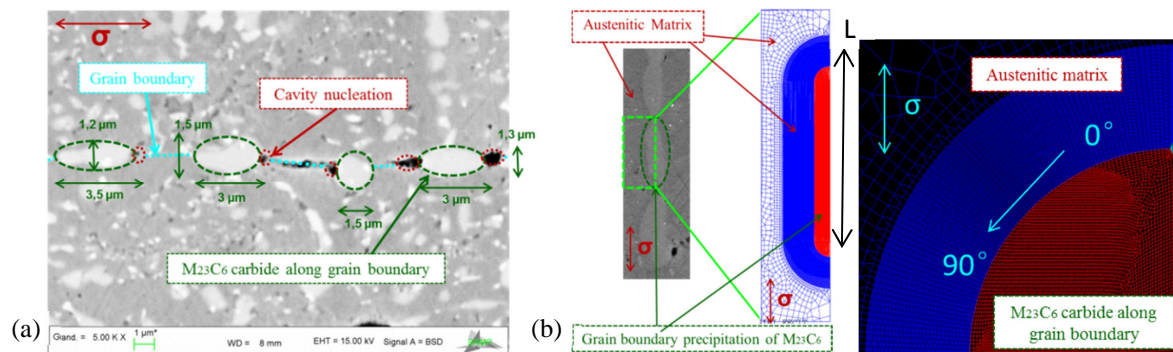 σ
Grain boundary
Cavity nucleation
1,2 µm
1,5 µm
1,3 µm
3,5 µm
3 µm
1,5 µm
3 µm
M23C6 carbide along grain boundary
(a)
Gand. = 5.00 K X
1 µm*
WD = 8 mm
EHT = 15.00 kV
Signal A = BSD
(b)
Austenitic Matrix
σ
σ
Grain boundary precipitation of M23C6
L
Austenitic matrix
σ
0°
90°
M23C6 carbide along
grain boundary